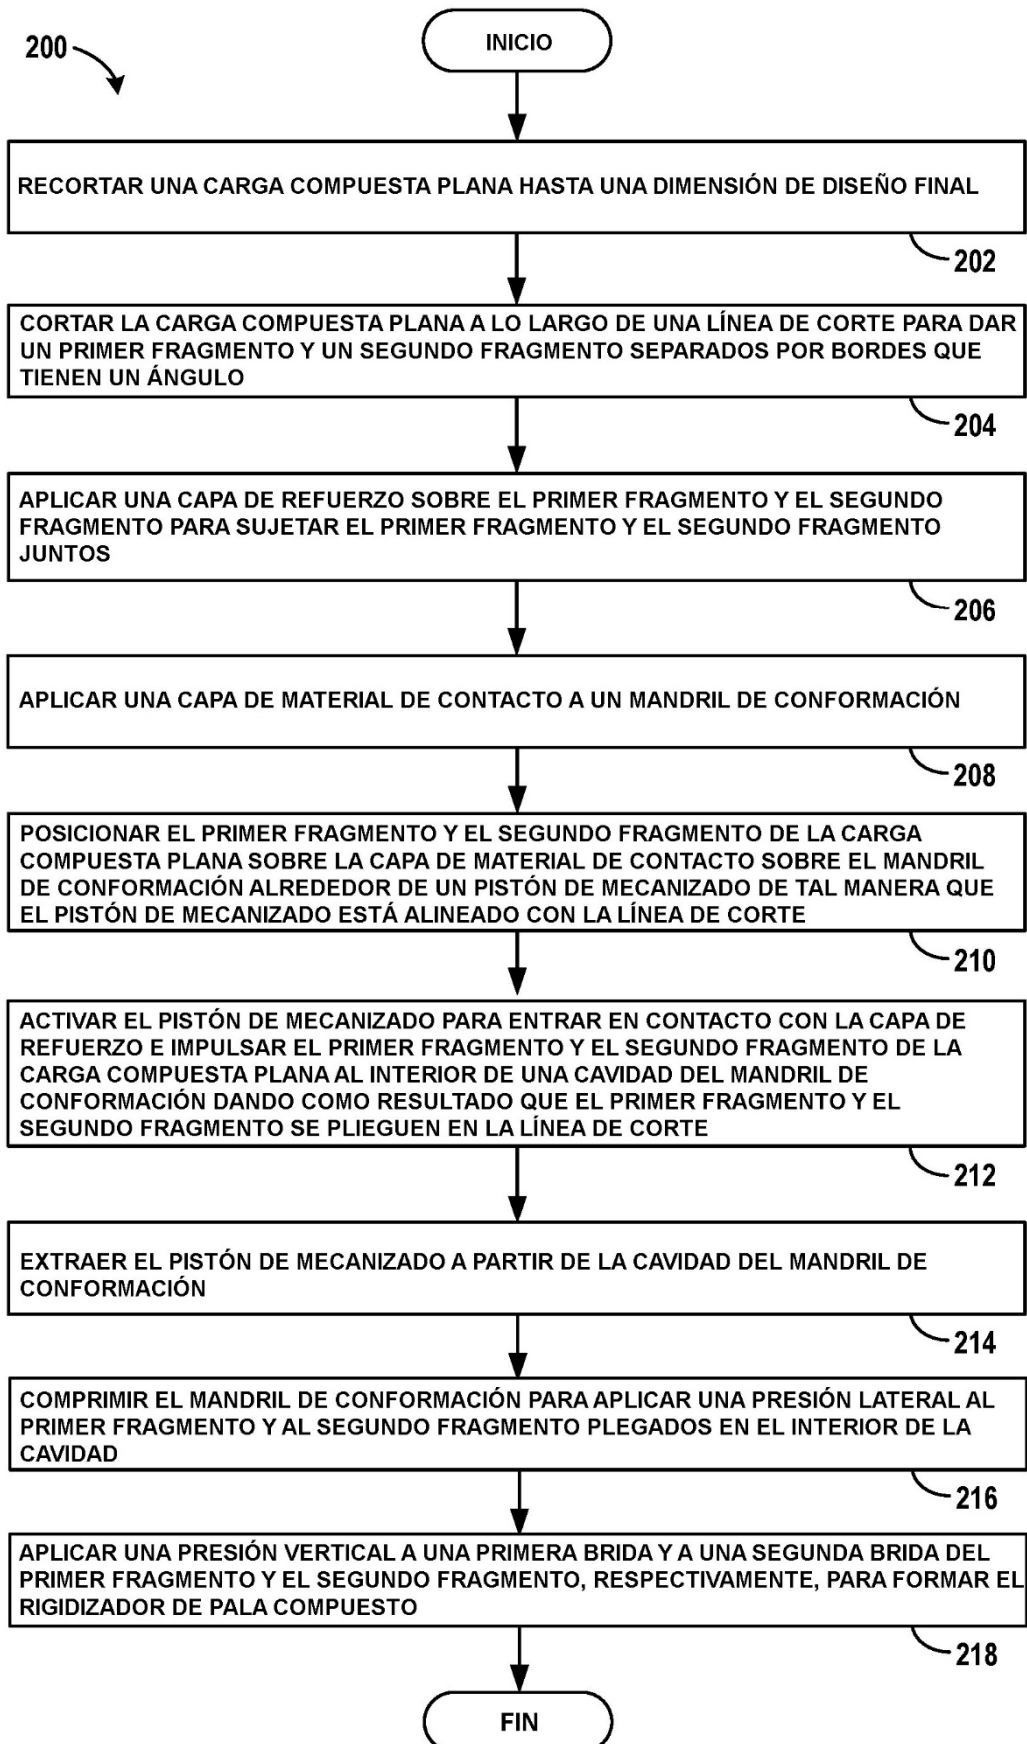 200
INICIO
RECORTAR UNA CARGA COMPUESTA PLANA HASTA UNA DIMENSIÓN DE DISEÑO FINAL
202
CORTAR LA CARGA COMPUESTA PLANA A LO LARGO DE UNA LÍNEA DE CORTE PARA DAR
UN PRIMER FRAGMENTO Y UN SEGUNDO FRAGMENTO SEPARADOS POR BORDES QUE
TIENEN UN ÁNGULO
204
APLICAR UNA CAPA DE REFUERZO SOBRE EL PRIMER FRAGMENTO Y EL SEGUNDO
FRAGMENTO PARA SUJETAR EL PRIMER FRAGMENTO Y EL SEGUNDO FRAGMENTO
JUNTOS
206
APLICAR UNA CAPA DE MATERIAL DE CONTACTO A UN MANDRIL DE CONFORMACIÓN
208
POSICIONAR EL PRIMER FRAGMENTO Y EL SEGUNDO FRAGMENTO DE LA CARGA
COMPUESTA PLANA SOBRE LA CAPA DE MATERIAL DE CONTACTO SOBRE EL MANDRIL
DE CONFORMACIÓN ALREDEDOR DE UN PISTÓN DE MECANIZADO DE TAL MANERA QUE
EL PISTÓN DE MECANIZADO ESTÁ ALINEADO CON LA LÍNEA DE CORTE
210
ACTIVAR EL PISTÓN DE MECANIZADO PARA ENTRAR EN CONTACTO CON LA CAPA DE
REFUERZO E IMPULSAR EL PRIMER FRAGMENTO Y EL SEGUNDO FRAGMENTO DE LA
CARGA COMPUESTA PLANA AL INTERIOR DE UNA CAVIDAD DEL MANDRIL DE
CONFORMACIÓN DANDO COMO RESULTADO QUE EL PRIMER FRAGMENTO Y EL
SEGUNDO FRAGMENTO SE PLIEGUEN EN LA LÍNEA DE CORTE
212
EXTRAER EL PISTÓN DE MECANIZADO A PARTIR DE LA CAVIDAD DEL MANDRIL DE
CONFORMACIÓN
214
COMPRIMIR EL MANDRIL DE CONFORMACIÓN PARA APLICAR UNA PRESIÓN LATERAL AL
PRIMER FRAGMENTO Y AL SEGUNDO FRAGMENTO PLEGADOS EN EL INTERIOR DE LA
CAVIDAD
216
APLICAR UNA PRESIÓN VERTICAL A UNA PRIMERA BRIDA Y A UNA SEGUNDA BRIDA DEL
PRIMER FRAGMENTO Y EL SEGUNDO FRAGMENTO, RESPECTIVAMENTE, PARA FORMAR EL
RIGIDIZADOR DE PALA COMPUESTO
218
FIN